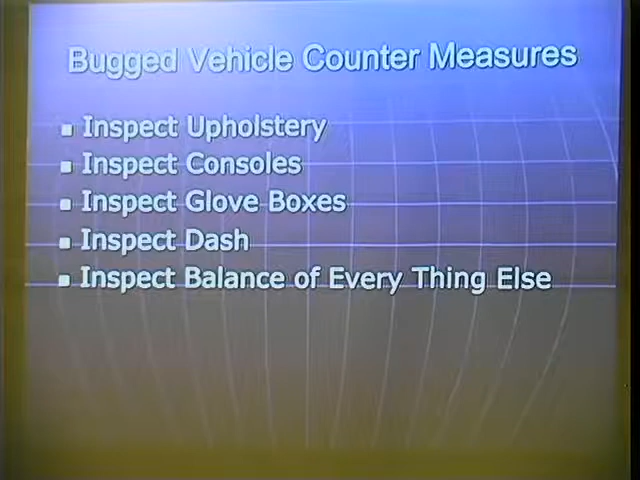 Bugged Vehicle Counter Measures
Inspect Upholstery
Inspect Consoles
Inspect Glove Boxes
Inspect Dash
Inspect Balance of Every Thing Else